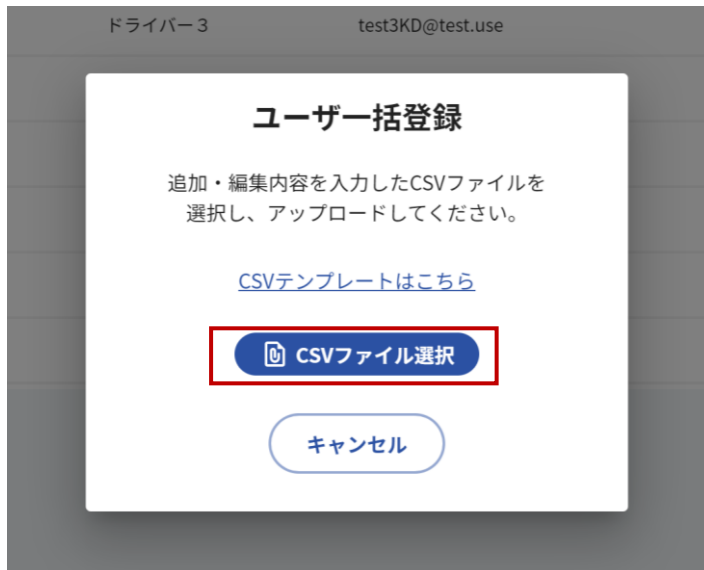 ドライバー３ test3KD@test.use
ユーザ一括登録
追加・編集内容を入力したCSVファイルを
選択し、アップロードしてください。
CSVテンプレートはこちら
CSVファイル選択
キャンセル